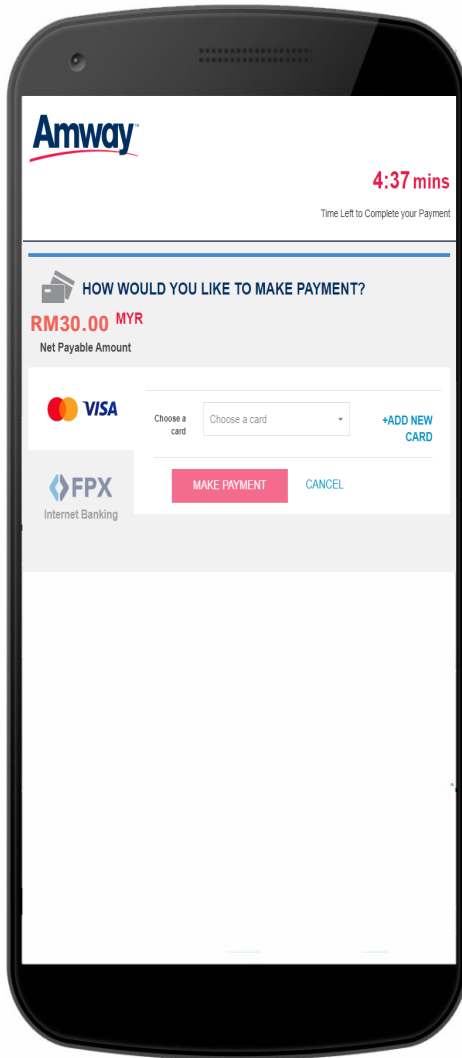 Amway™
4:37 mins
Time Left to Complete your Payment
HOW WOULD YOU LIKE TO MAKE PAYMENT?
RM30.00 MYR
Net Payable Amount
VISA
Choose a
card
Choose a card
+ADD NEW
CARD
MAKE PAYMENT
CANCEL
FPX
Internet Banking